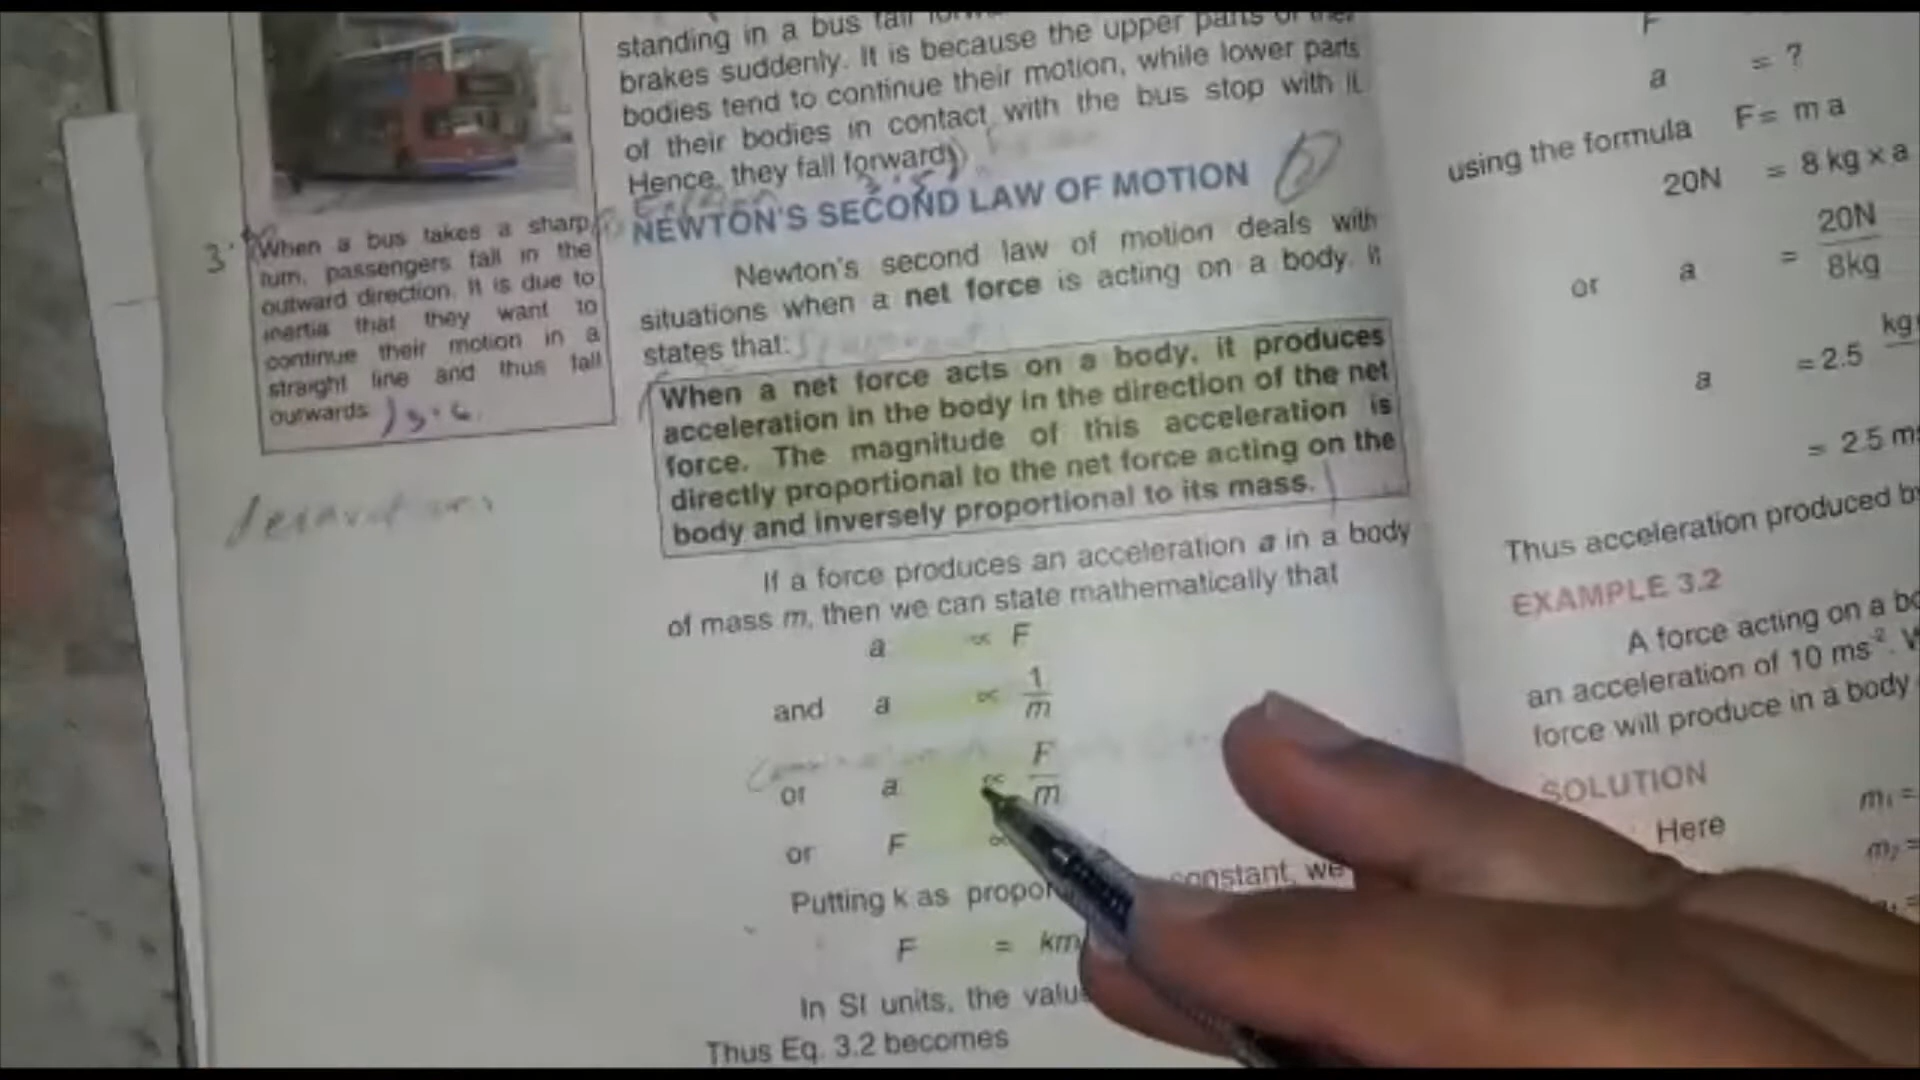 standing in a bus fall
brakes suddenly. It is because the upper parts of their
bodies tend to continue their motion, while lower parts
of their bodies in contact with the bus stop with it.
Hence, they fall forward)
3.5)
NEWTON'S SECOND LAW OF MOTION
Newton's second law of motion deals with
situations when a net force is acting on a body. It
states that:
When a net force acts on a body, it produces
acceleration in the body in the direction of the net
force. The magnitude of this acceleration is
directly proportional to the net force acting on the
body and inversely proportional to its mass.
If a force produces an acceleration a in a body
of mass m, then we can state mathematically that
a ∝ F
and a ∝ 1/m
or a ∝ F/m
or F ∝
Putting k as constant, we
F = km
In SI units, the
Thus Eq. 3.2 becomes
3.
When a bus takes a sharp
turn, passengers fall in the
outward direction. It is due to
inertia that they want to
continue their motion in a
straight line and thus fall
outwards.
F
a = ?
using the formula F = m a
20N = 8 kg x a
or a = 20N/8kg
a = 2.5 kg
= 2.5
Thus acceleration produced by
EXAMPLE 3.2
A force acting on a
an acceleration of 10 ms⁻².
force will produce in a body
SOLUTION
Here m₁ =
m₂ =